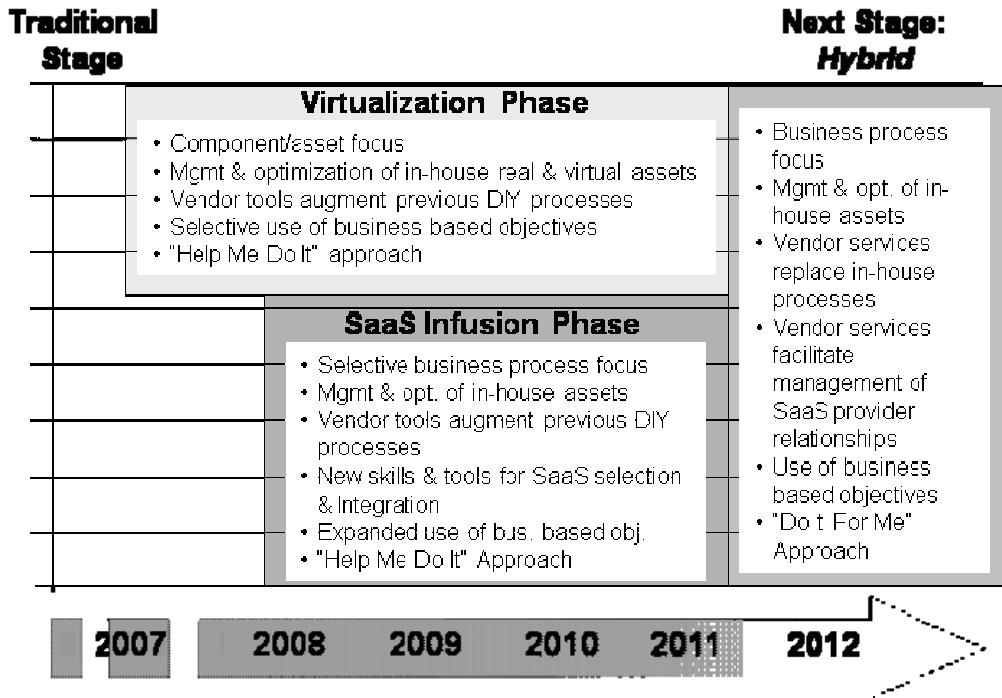 Traditional
Stage
Next Stage:
Hybrid
Virtualization Phase
• Component/asset focus
• Mgmt & optimization of in-house real & virtual assets
• Vendor tools augment previous DIY processes
• Selective use of business based objectives
• "Help Me Do It" approach
SaaS Infusion Phase
• Selective business process focus
• Mgmt & opt. of in-house assets
• Vendor tools augment previous DIY
processes
• New skills & tools for SaaS selection
& Integration
• Expanded use of bus. based obj.
• "Help Me Do It" Approach
• Business process
focus
• Mgmt & opt. of in-
house assets
• Vendor services
replace in-house
processes
• Vendor services
facilitate
management of
SaaS provider
relationships
• Use of business
based objectives
• "Do t For Me"
Approach
2007 2008 2009 2010 2011 2012